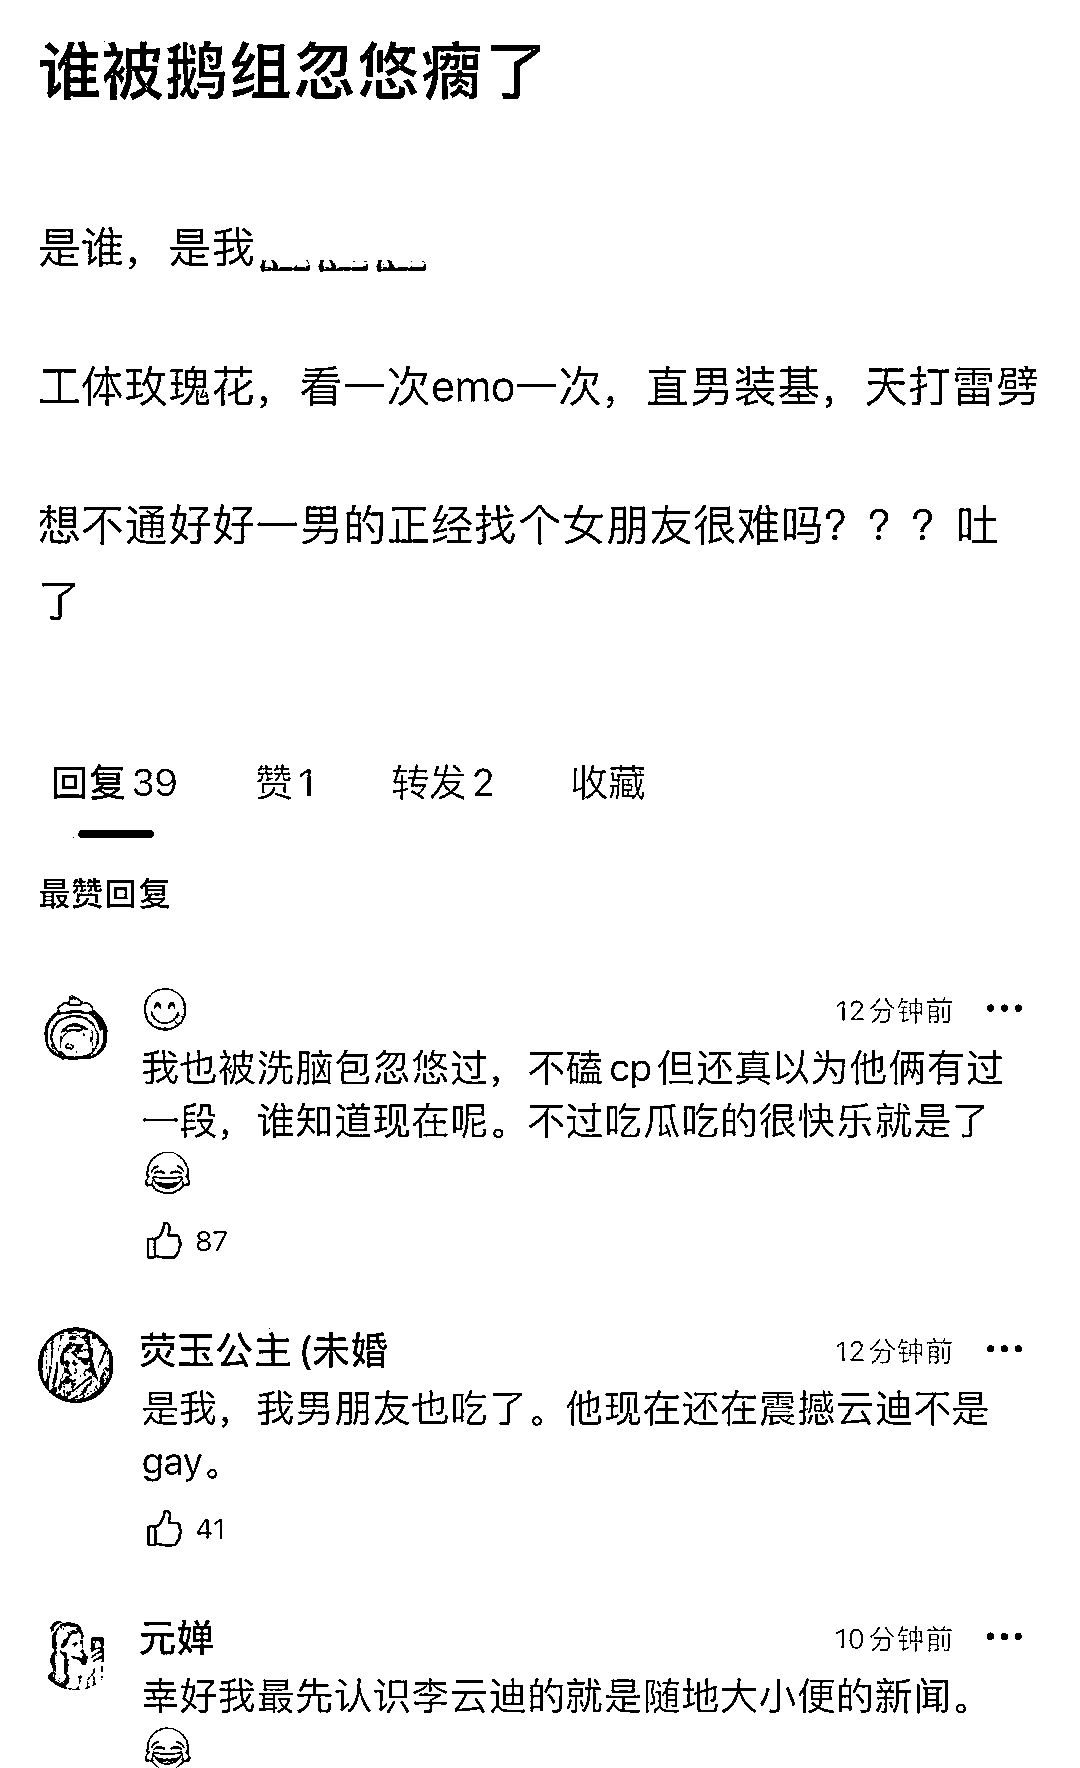 谁被鹅组忽悠瘸了
是谁，是我
工体玫瑰花，看一次emo一次，直男装基，天打雷劈
想不通好好一男的正经找个女朋友很难吗？？？吐
了
回复 39 赞 1 转发 2 收藏
最赞回复
😋 12分钟前
我也被洗脑包忽悠过，不磕cp但还真以为他俩有过
一段，谁知道现在呢。不过吃瓜吃的很快乐就是了
😂
87
荧玉公主 (未婚 12分钟前
是我，我男朋友也吃了。他现在还在震撼云迪不是
gay。
41
元婵 10分钟前
幸好我最先认识李云迪的就是随地大小便的新闻。
😂